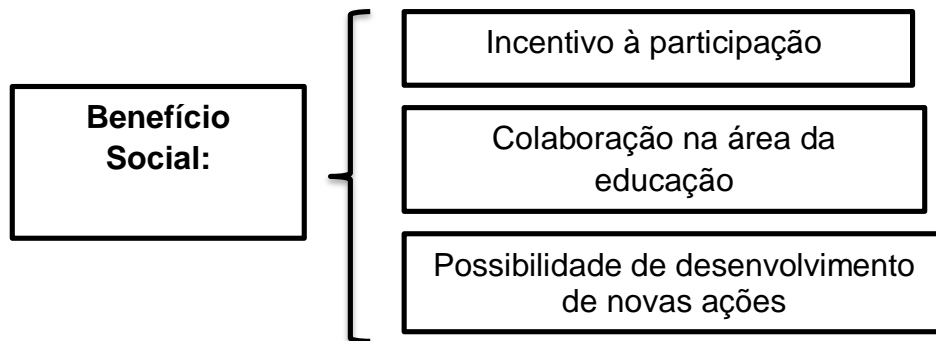 Benefício
Social:
Incentivo à participação
Colaboração na área da
educação
Possibilidade de desenvolvimento
de novas ações